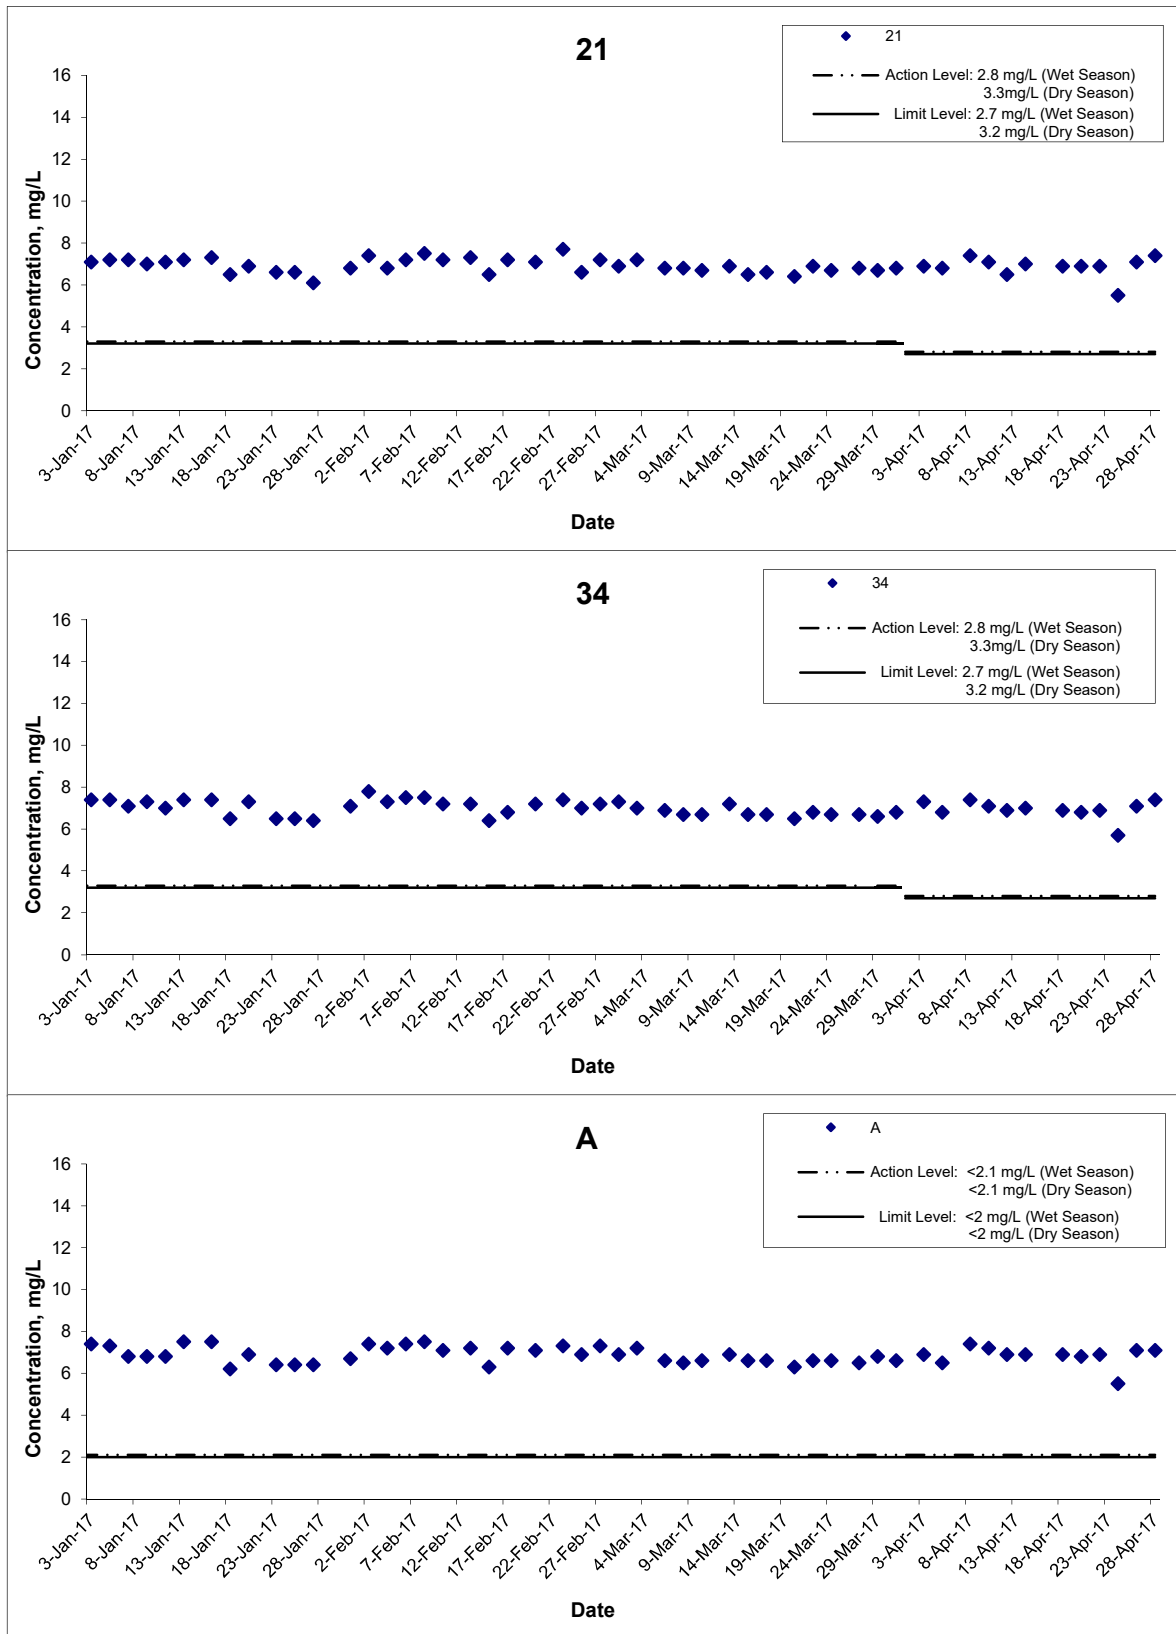 21
21
Action Level: 2.8 mg/L (Wet Season)
3.3mg/L (Dry Season)
Limit Level: 2.7 mg/L (Wet Season)
3.2 mg/L (Dry Season)
Concentration, mg/L
16
14
12
10
8
6
4
2
0
3-Jan-17
8-Jan-17
13-Jan-17
18-Jan-17
23-Jan-17
28-Jan-17
2-Feb-17
7-Feb-17
12-Feb-17
17-Feb-17
22-Feb-17
27-Feb-17
4-Mar-17
9-Mar-17
14-Mar-17
19-Mar-17
24-Mar-17
29-Mar-17
3-Apr-17
8-Apr-17
13-Apr-17
18-Apr-17
23-Apr-17
28-Apr-17
Date
34
34
Action Level: 2.8 mg/L (Wet Season)
3.3mg/L (Dry Season)
Limit Level: 2.7 mg/L (Wet Season)
3.2 mg/L (Dry Season)
Concentration, mg/L
16
14
12
10
8
6
4
2
0
3-Jan-17
8-Jan-17
13-Jan-17
18-Jan-17
23-Jan-17
28-Jan-17
2-Feb-17
7-Feb-17
12-Feb-17
17-Feb-17
22-Feb-17
27-Feb-17
4-Mar-17
9-Mar-17
14-Mar-17
19-Mar-17
24-Mar-17
29-Mar-17
3-Apr-17
8-Apr-17
13-Apr-17
18-Apr-17
23-Apr-17
28-Apr-17
Date
A
A
Action Level: <2.1 mg/L (Wet Season)
<2.1 mg/L (Dry Season)
Limit Level: <2 mg/L (Wet Season)
<2 mg/L (Dry Season)
Concentration, mg/L
16
14
12
10
8
6
4
2
0
3-Jan-17
8-Jan-17
13-Jan-17
18-Jan-17
23-Jan-17
28-Jan-17
2-Feb-17
7-Feb-17
12-Feb-17
17-Feb-17
22-Feb-17
27-Feb-17
4-Mar-17
9-Mar-17
14-Mar-17
19-Mar-17
24-Mar-17
29-Mar-17
3-Apr-17
8-Apr-17
13-Apr-17
18-Apr-17
23-Apr-17
28-Apr-17
Date